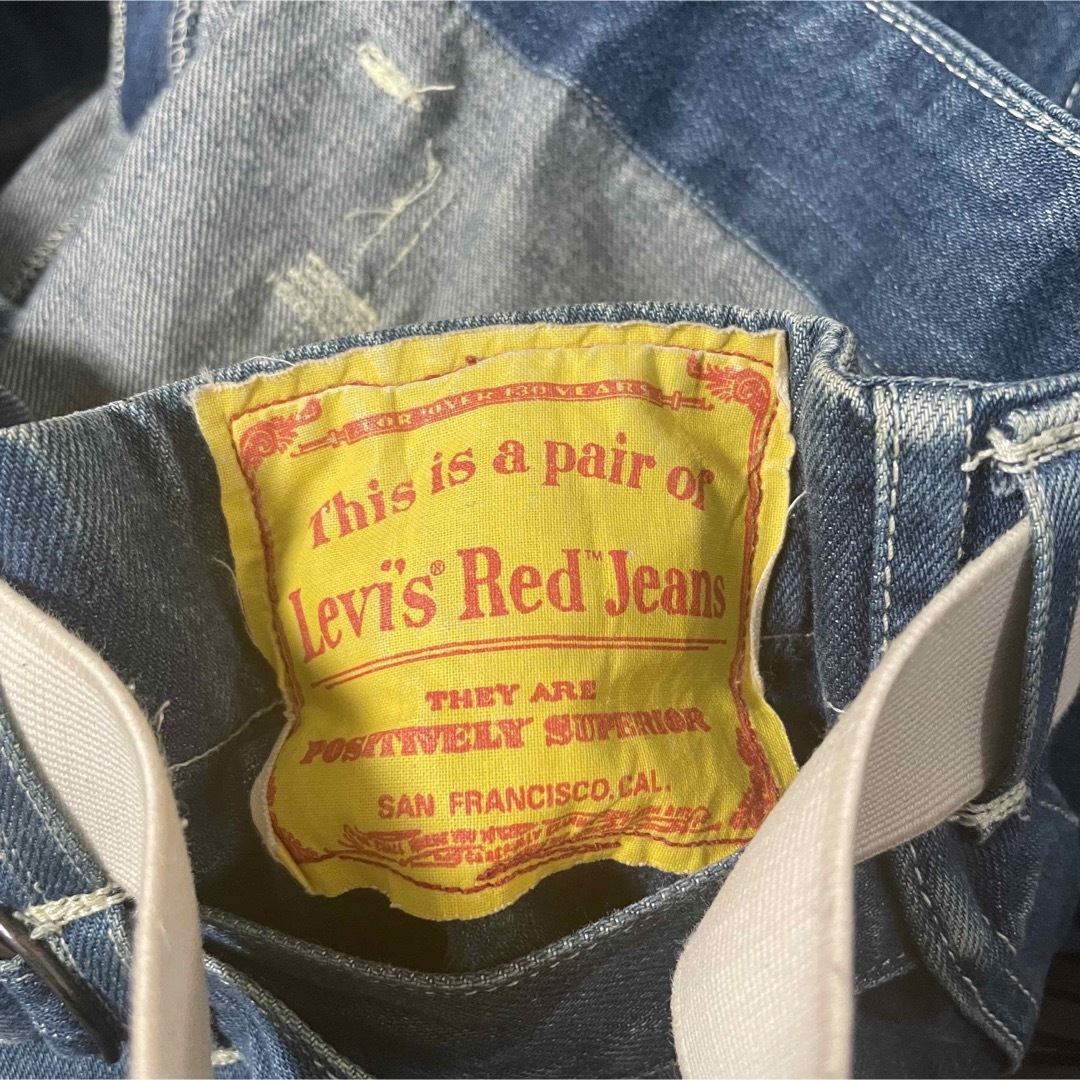 FOR OVER 130 YEARS
This is a pair of
Levi's® Red™ Jeans
THEY ARE
POSITIVELY SUPERIOR
SAN FRANCISCO, CAL.